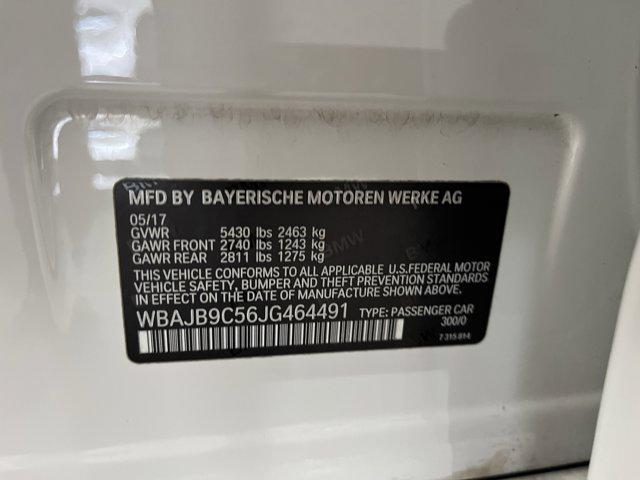 MFD BY BAYERISCHE MOTOREN WERKE AG
05/17
GVWR 5430 lbs 2463 kg
GAWR FRONT 2740 lbs 1243 kg
GAWR REAR 2811 lbs 1275 kg
THIS VEHICLE CONFORMS TO ALL APPLICABLE U.S.FEDERAL MOTOR
VEHICLE SAFETY, BUMPER AND THEFT PREVENTION STANDARDS
IN EFFECT ON THE DATE OF MANUFACTURE SHOWN ABOVE.
WBAJB9C56JG464491 TYPE: PASSENGER CAR
300/0
7315814